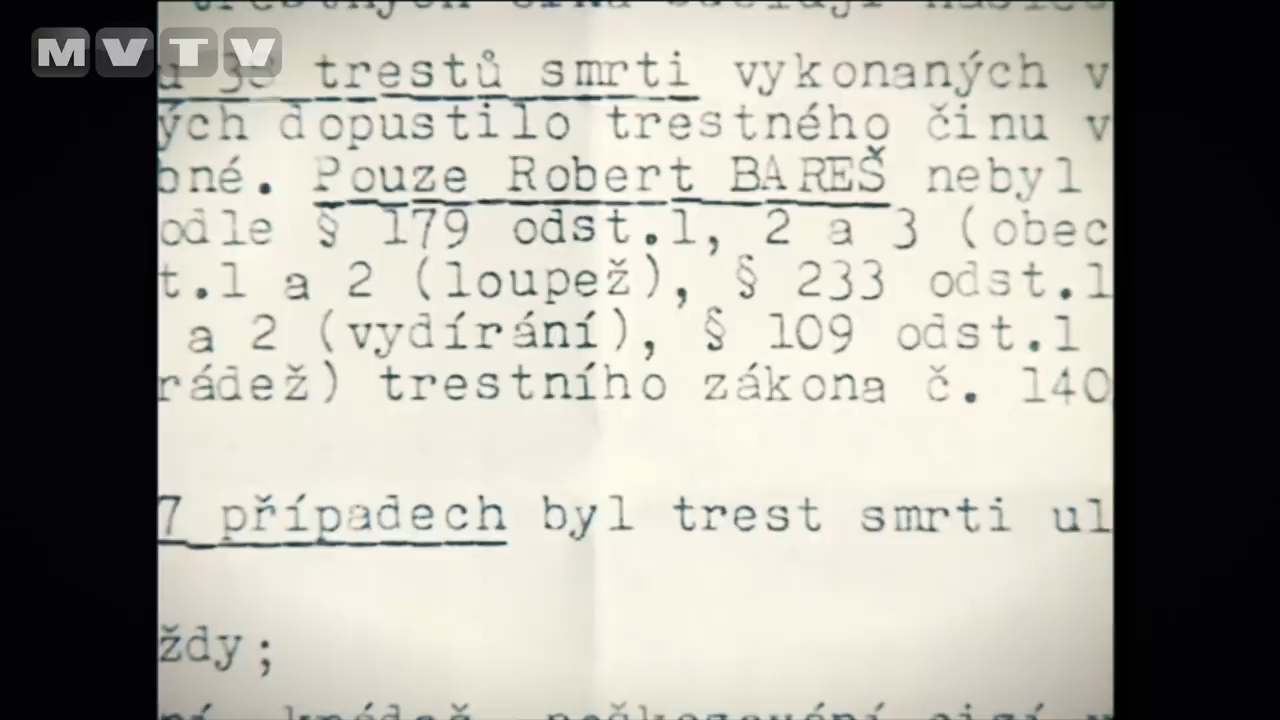 MVTV
trestů smrti vykonaných v
ých dopustilo trestného činu v
bné. Pouze Robert BAREŠ nebyl
odle § 179 odst.1, 2 a 3 (obec
t.1 a 2 (loupež), § 233 odst.1
a 2 (vydírání), § 109 odst.1
rádež) trestního zákona č. 140
7 případech byl trest smrti ul
ždy;